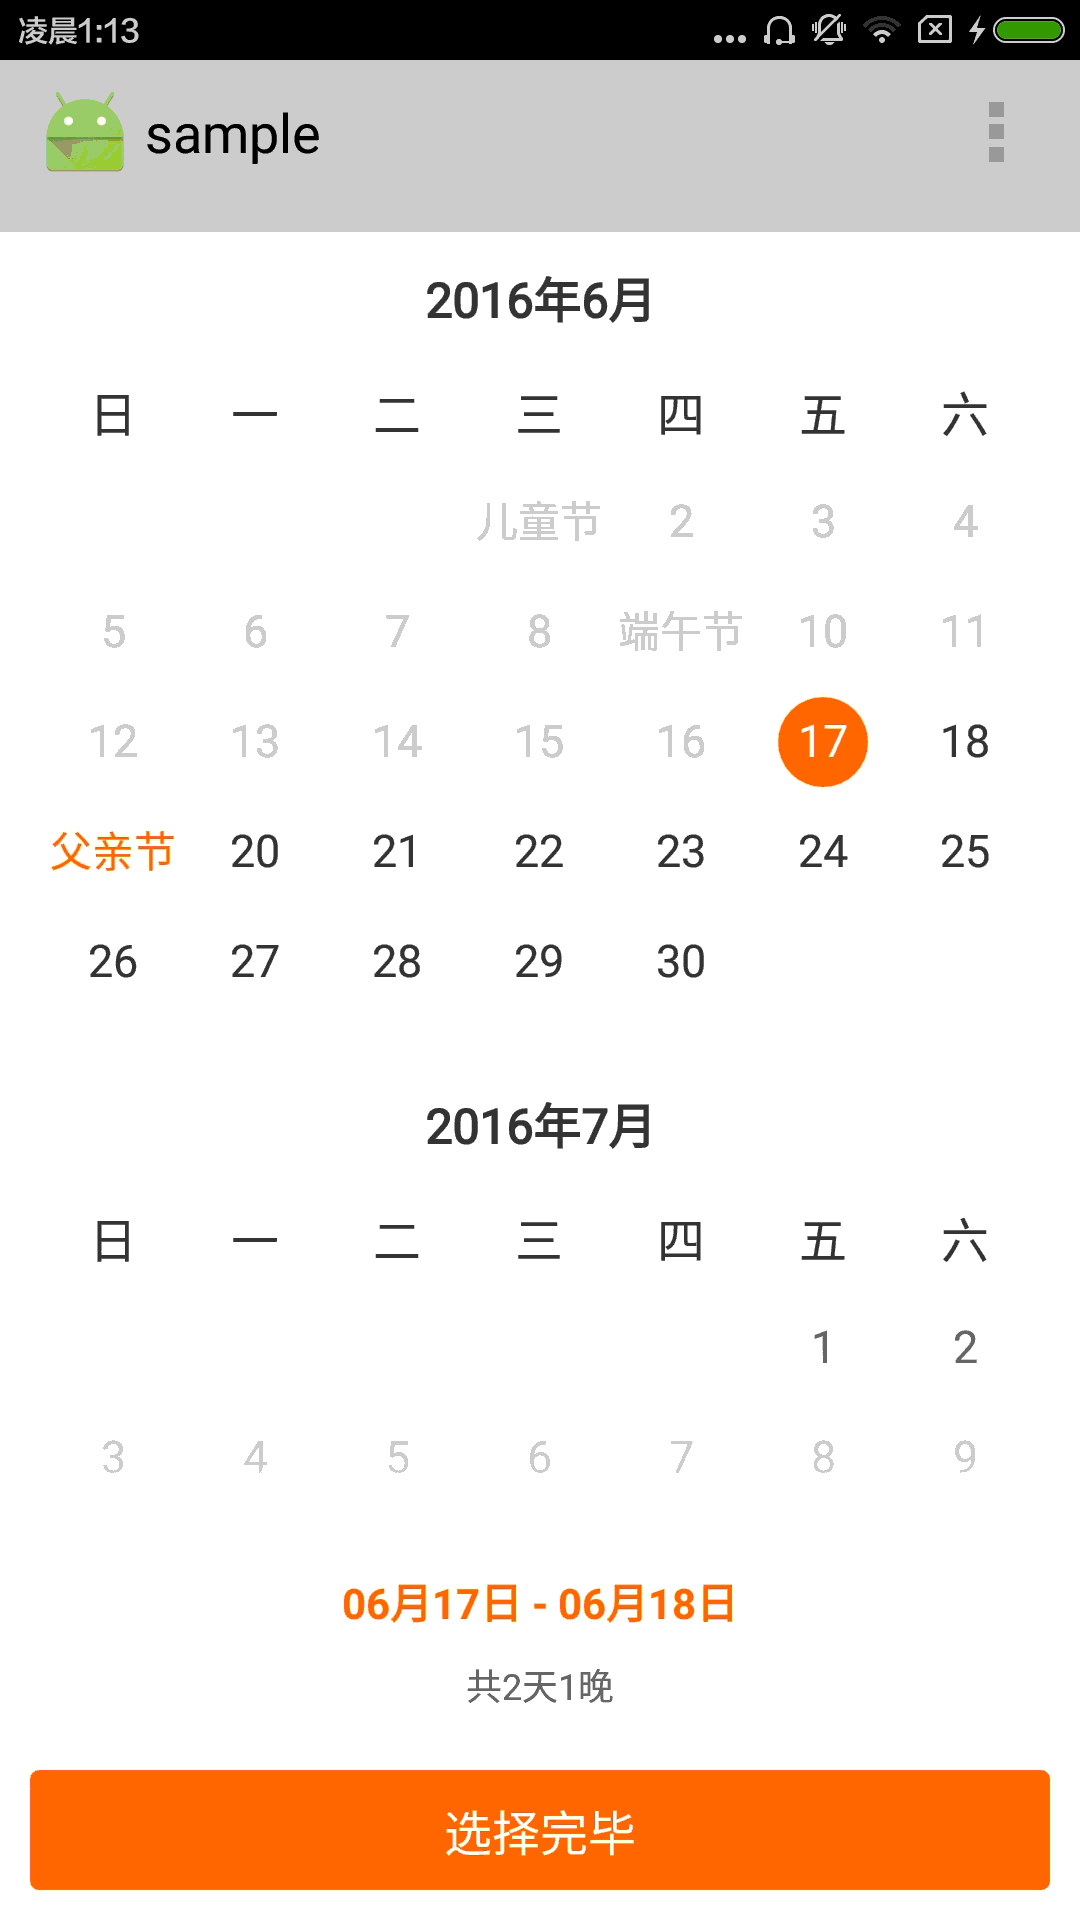 凌晨1:13
sample
2016年6月
日 一 二 三 四 五 六
儿童节 2 3 4
5 6 7 8 端午节 10 11
12 13 14 15 16 17 18
父亲节 20 21 22 23 24 25
26 27 28 29 30
2016年7月
日 一 二 三 四 五 六
1 2
3 4 5 6 7 8 9
06月17日 - 06月18日
共2天1晚
选择完毕